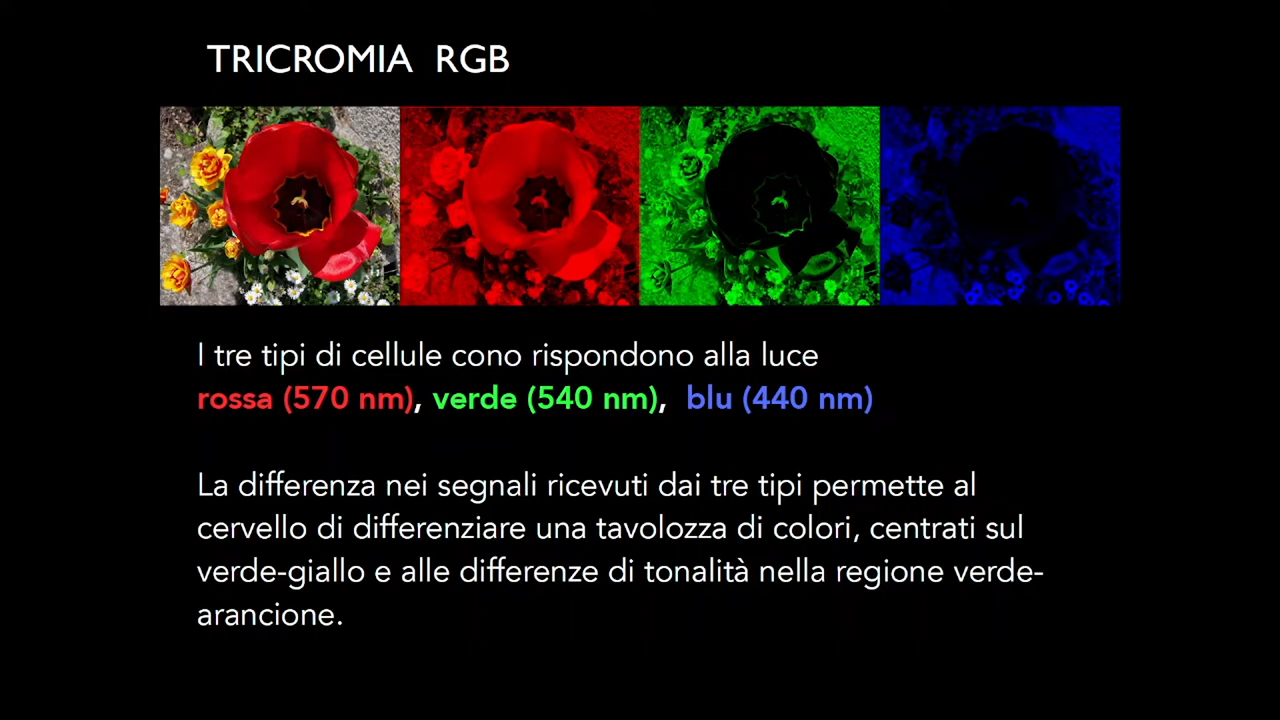 TRICROMIA RGB
I tre tipi di cellule cono rispondono alla luce
rossa (570 nm), verde (540 nm), blu (440 nm)
La differenza nei segnali ricevuti dai tre tipi permette al
cervello di differenziare una tavolozza di colori, centrati sul
verde-giallo e alle differenze di tonalità nella regione verde-
arancione.